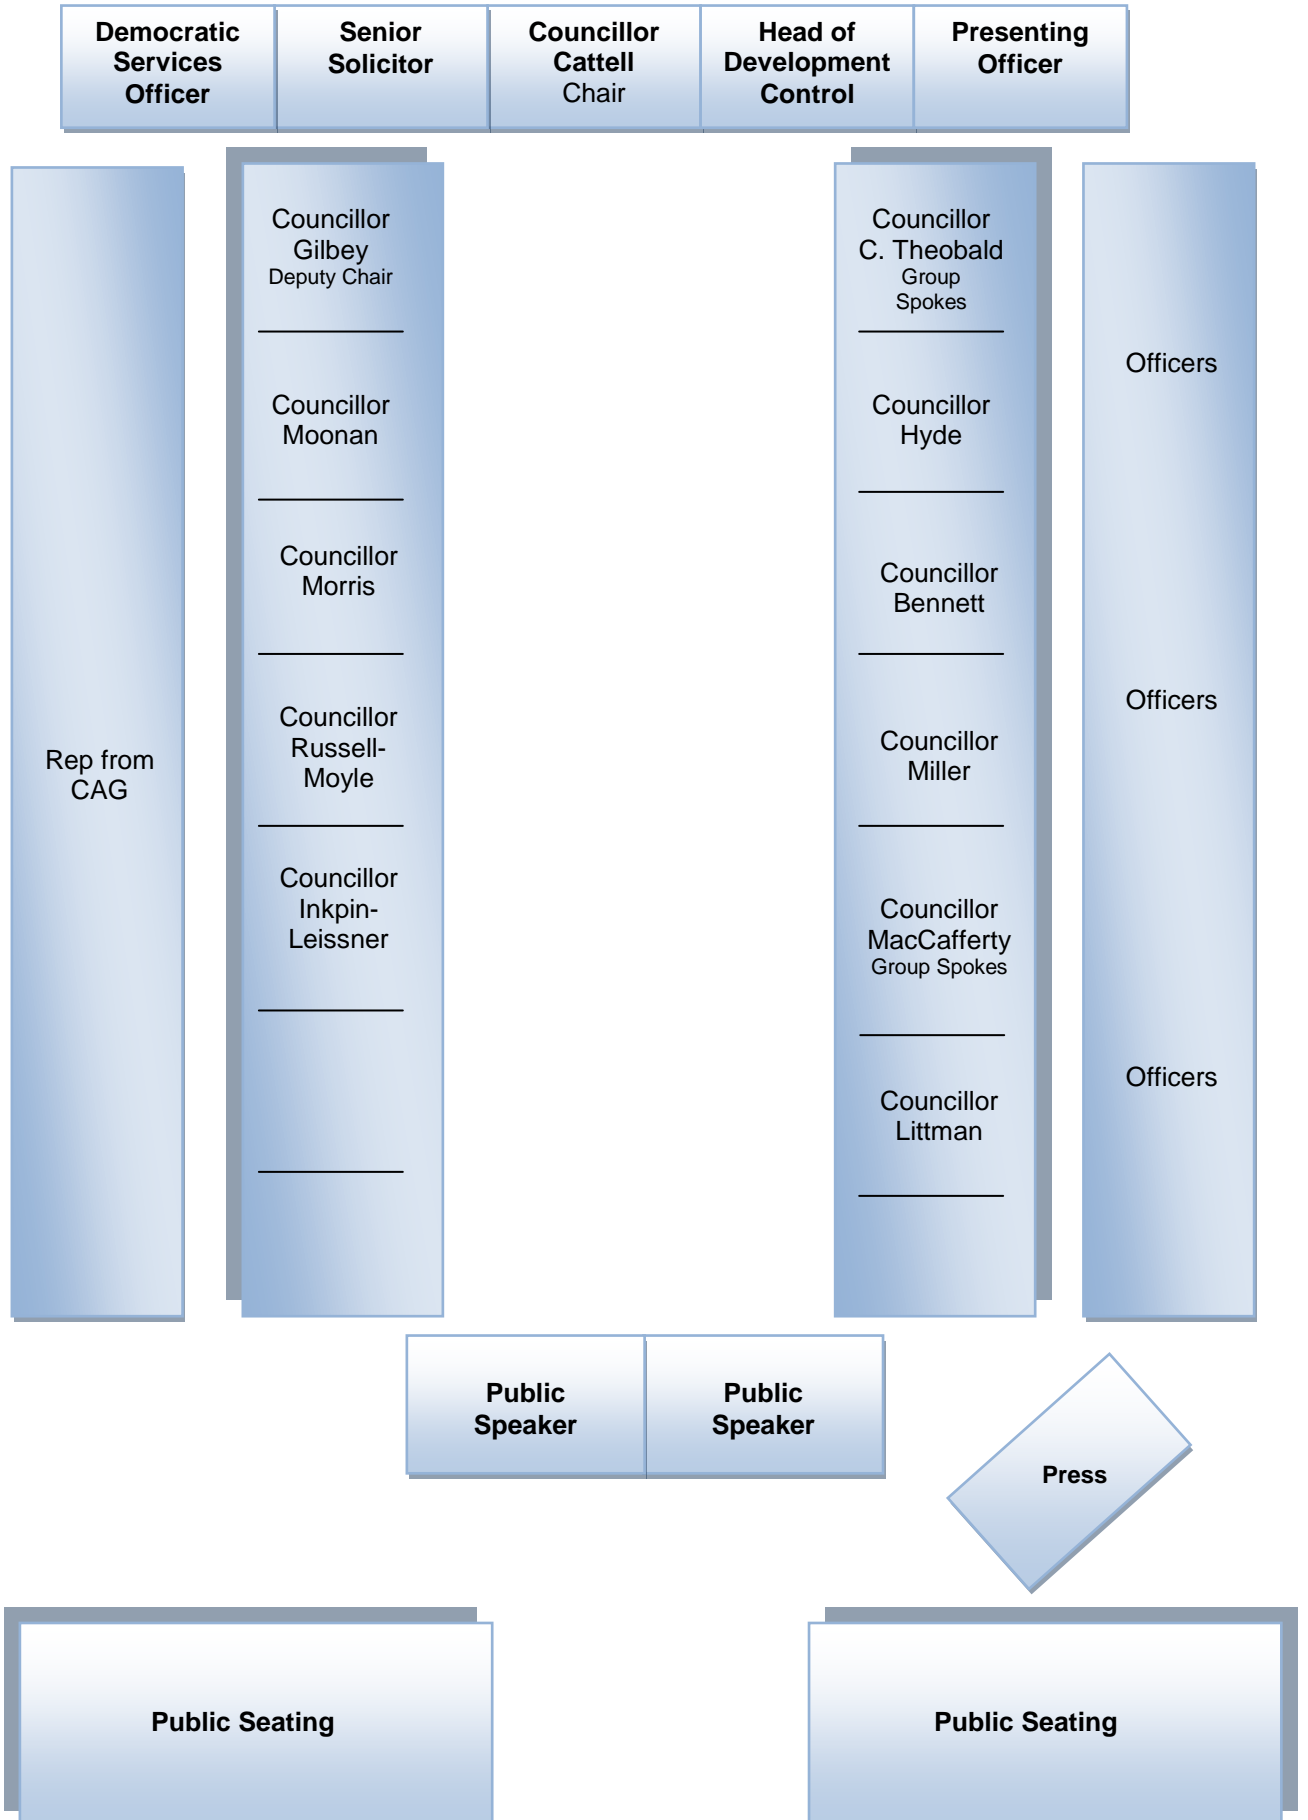 Democratic
Services
Officer
Senior
Solicitor
Councillor
Cattell
Chair
Head of
Development
Control
Presenting
Officer
Rep from
CAG
Councillor
Gilbey
Deputy Chair
Councillor
Moonan
Councillor
Morris
Councillor
Russell-
Moyle
Councillor
Inkpin-
Leissner
Councillor
C. Theobald
Group
Spokes
Councillor
Hyde
Councillor
Bennett
Councillor
Miller
Councillor
MacCafferty
Group Spokes
Councillor
Littman
Officers
Officers
Officers
Public
Speaker
Public
Speaker
Press
Public Seating
Public Seating